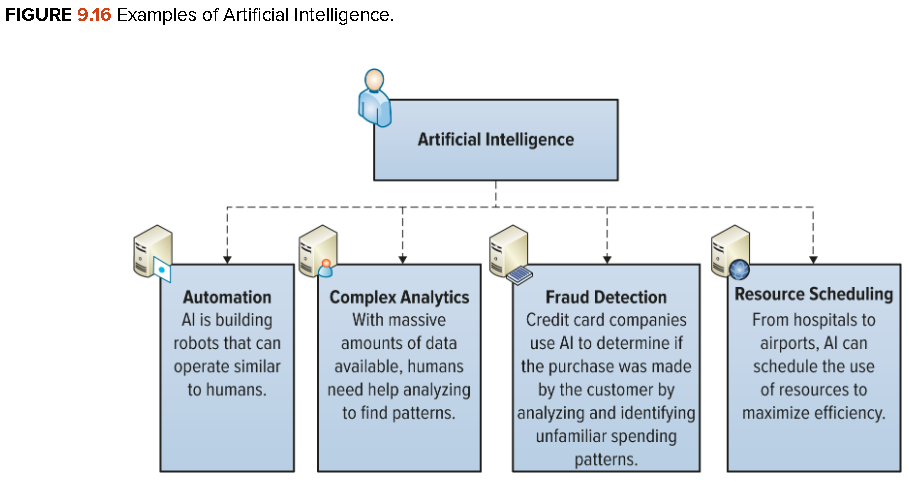 FIGURE 9.16 Examples of Artificial Intelligence.
Artificial Intelligence
Automation
AI is building
robots that can
operate similar
to humans.
Complex Analytics
With massive
amounts of data
available, humans
need help analyzing
to find patterns.
Fraud Detection
Credit card companies
use AI to determine if
the purchase was made
by the customer by
analyzing and identifying
unfamiliar spending
patterns.
Resource Scheduling
From hospitals to
airports, AI can
schedule the use
of resources to
maximize efficiency.